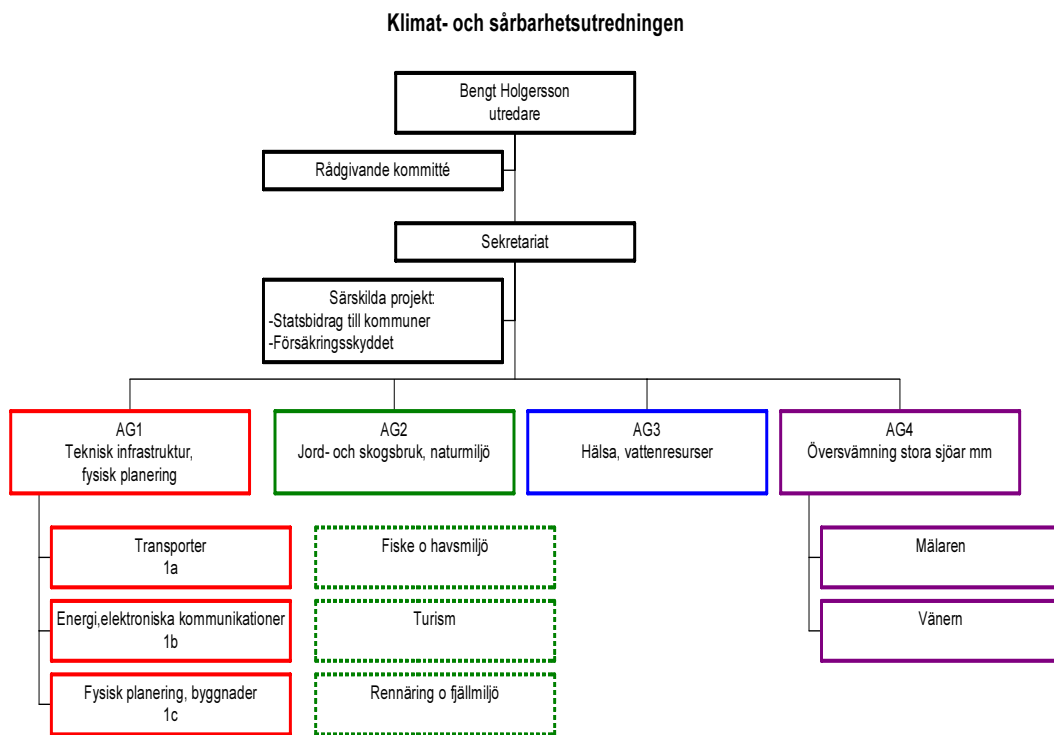 Klimat- och sårbarhetsutredningen
Bengt Holgersson
utredare
Rådgivande kommitté
Sekretariat
Särskilda projekt:
-Statsbidrag till kommuner
-Försäkringsskyddet
AG1
Teknisk infrastruktur,
fysisk planering
AG2
Jord- och skogsbruk, naturmiljö
AG3
Hälsa, vattenresurser
AG4
Översvämning stora sjöar mm
Transporter
1a
Fiske o havsmiljö
Mälaren
Energi,elektroniska kommunikationer
1b
Turism
Vänern
Fysisk planering, byggnader
1c
Rennäring o fjällmiljö